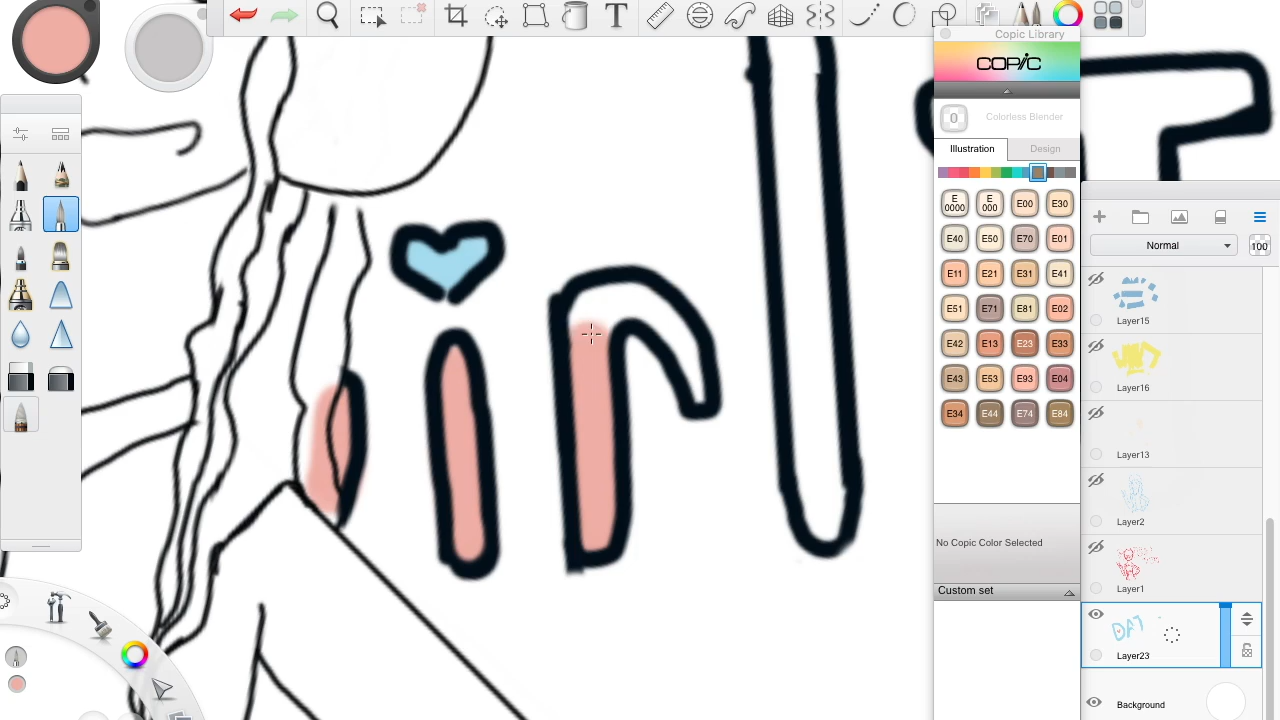 Copic Library
COPIC
0 Colorless Blender
Illustration Design
E0000 E000 E00 E30
E40 E50 E70 E01
E11 E21 E31 E41
E51 E71 E81 E02
E42 E13 E23 E33
E43 E53 E93 E04
E34 E44 E74 E84
No Copic Color Selected
Custom set
Normal 100
Layer15
Layer16
Layer13
Layer2
Layer1
DAT
Layer23
Background
T
irl